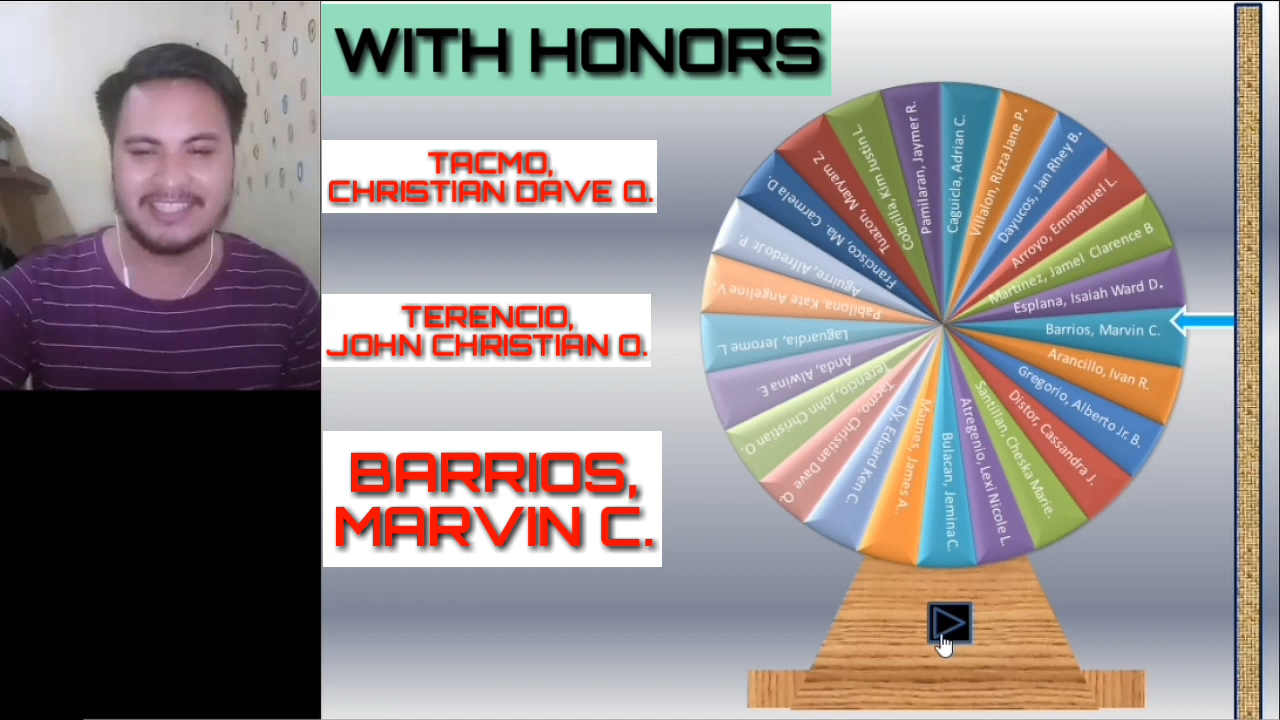 WITH HONORS
TACMO,
CHRISTIAN DAVE Q.
TERENCIO,
JOHN CHRISTIAN O.
BARRIOS,
MARVIN C.
Caguicla, Adrian C.
Villalon, Rizza Jane P.
Dayucos, Jan Rhey B.
Arroyo, Emmanuel L.
Martinez, Jamel Clarence B
Esplana, Isaiah Ward D.
Barrios, Marvin C.
Arancillo, Ivan R.
Gregorio, Alberto Jr. B.
Distor, Cassandra J.
Santillan, Cheska Marie.
Atregenio, Lexi Nicole L.
Bulacan, Jemina C.
Maunes, James A.
Uy, Eduard Ken C.
Tacmo, Christian Dave Q.
Terencio, John Christian O.
Anda, Alwina E.
Laguardia, Jerome L.
Pabilona, Kate Angeline V.
Aguirre, Alfredo Jr. P.
Francisco, Ma. Carmela D.
Tuazon, Maryam Z.
Cobrilla, Kim Justin L.
Pamilaran, Jaymer R.